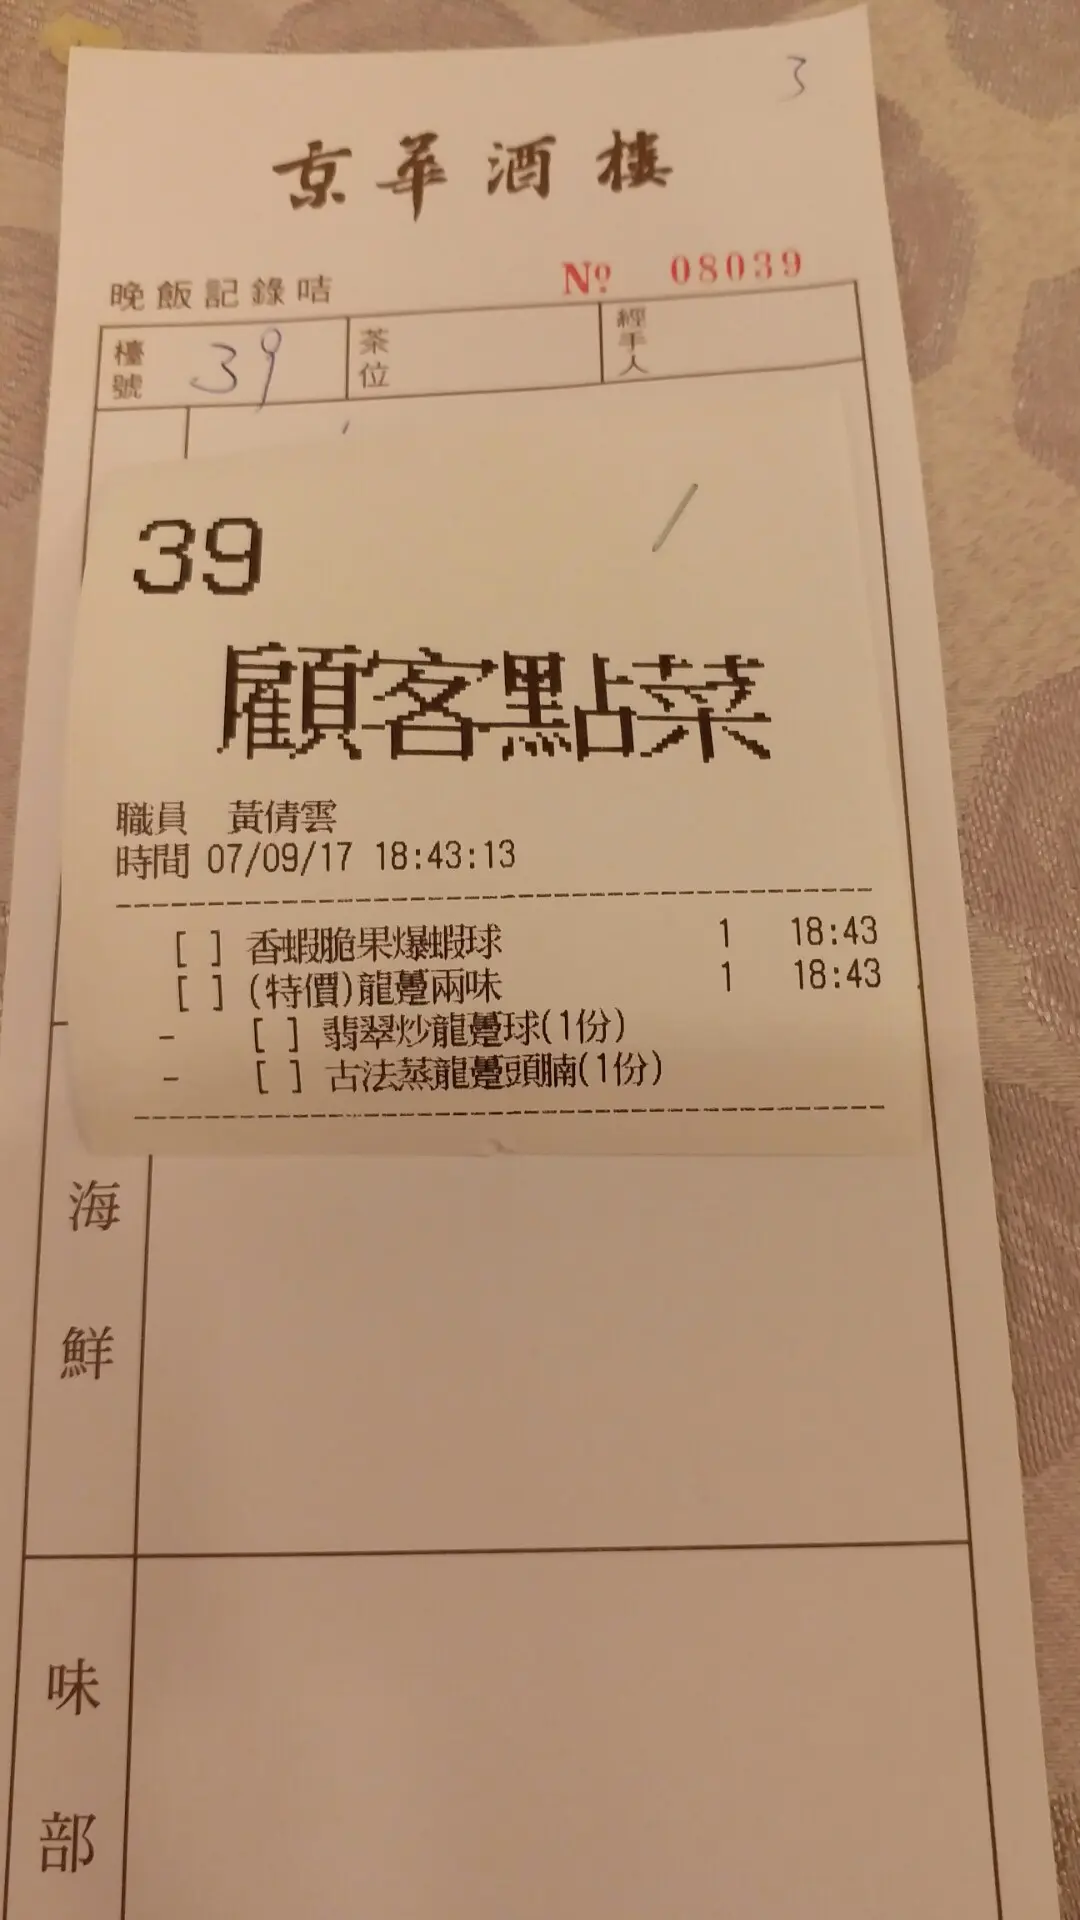 3
京華酒樓
晚飯記錄咭 Nº 08039
檯號 39 茶位 經手人
39
顧客點菜
職員 黃倩雲
時間 07/09/17 18:43:13
[ ] 香蝦脆果爆蝦球 1 18:43
[ ] (特價)龍躉兩味 1 18:43
- [ ] 翡翠炒龍躉球(1份)
- [ ] 古法蒸龍躉頭腩(1份)
海鮮
味部